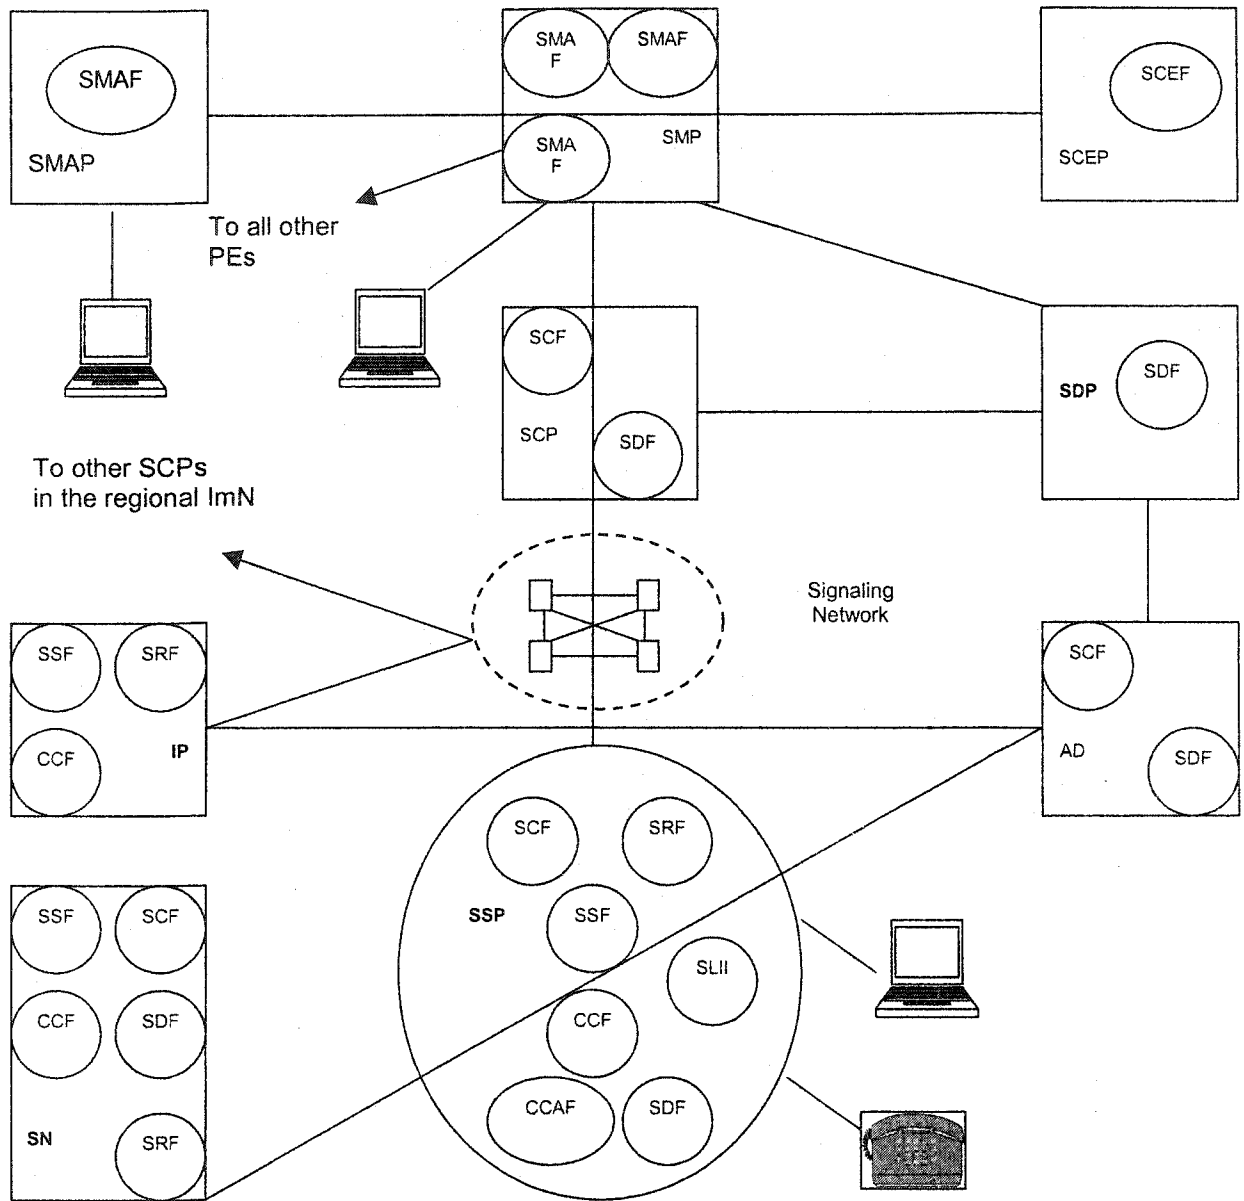 SMAF
SMAP
SMA
F
SMAF
SMA
F
SMP
SCEF
SCEP
To all other
PEs
SCF
SCP
SDF
SDP
SDF
To other SCPs
in the regional ImN
Signaling
Network
SSF
SRF
CCF
IP
SCF
AD
SDF
SCF
SRF
SSP
SSF
SLII
CCF
CCAF
SDF
SSF
SCF
CCF
SDF
SN
SRF